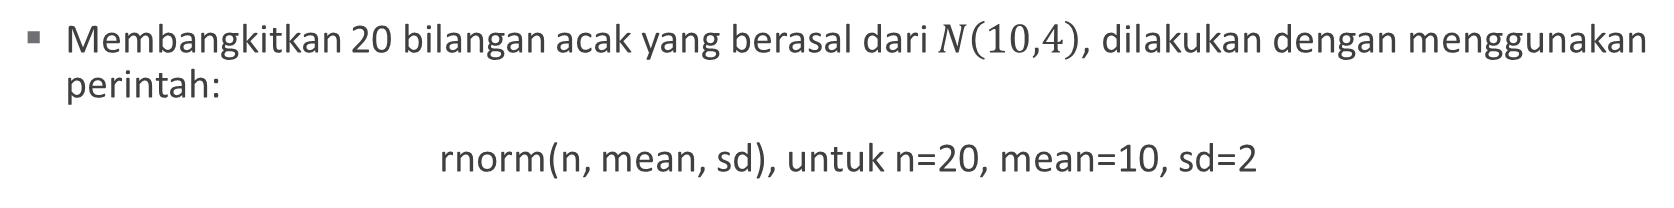 ▪ Membangkitkan 20 bilangan acak yang berasal dari N(10,4), dilakukan dengan menggunakan
perintah:
rnorm(n, mean, sd), untuk n=20, mean=10, sd=2